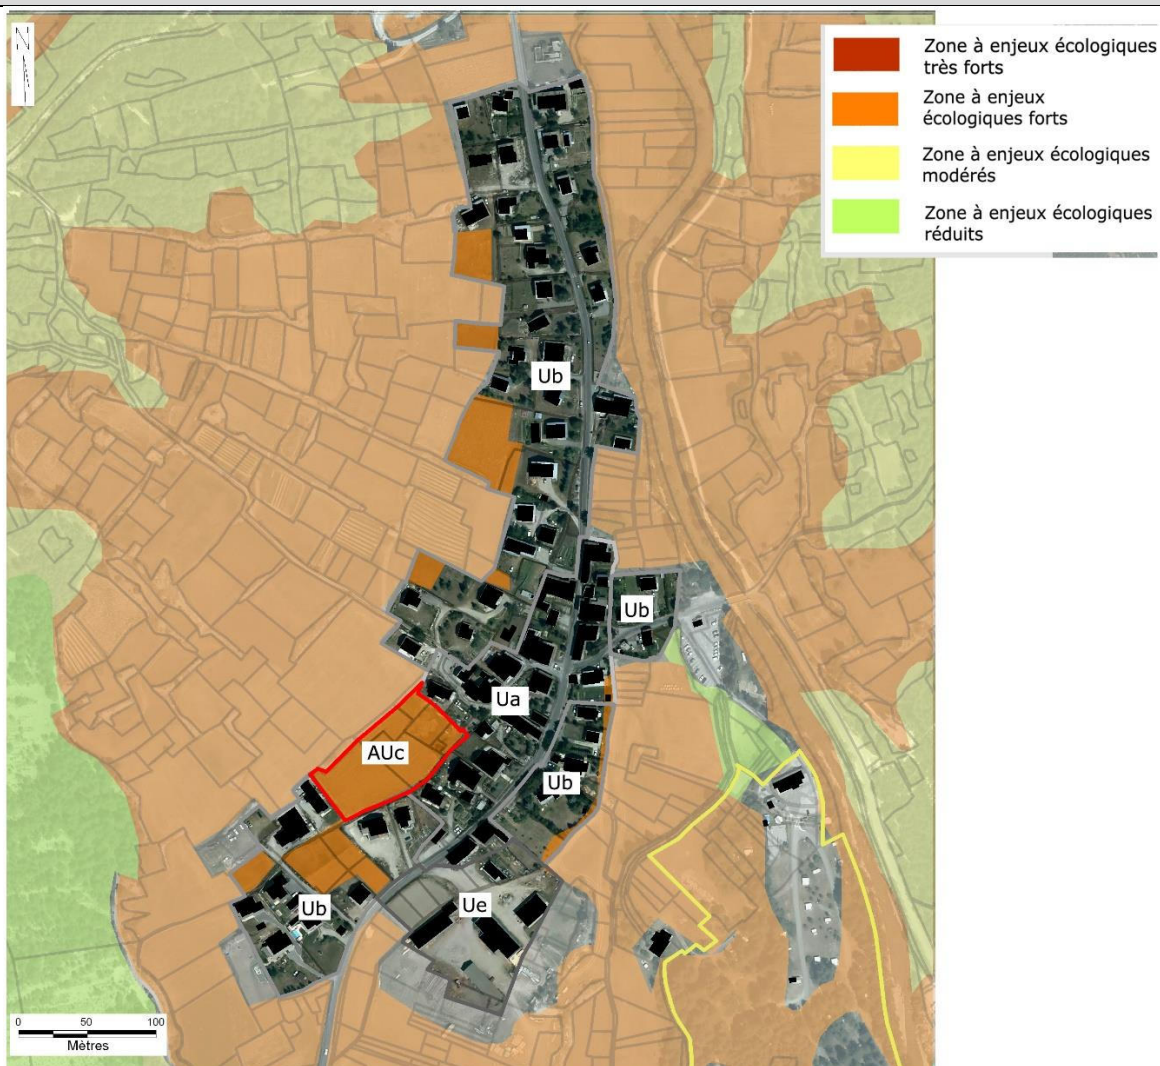 N
Zone à enjeux écologiques
très forts
Zone à enjeux
écologiques forts
Zone à enjeux écologiques
modérés
Zone à enjeux écologiques
réduits
Ub
Ub
Ua
AUc
Ub
Ub
Ue
0 50 100
Mètres